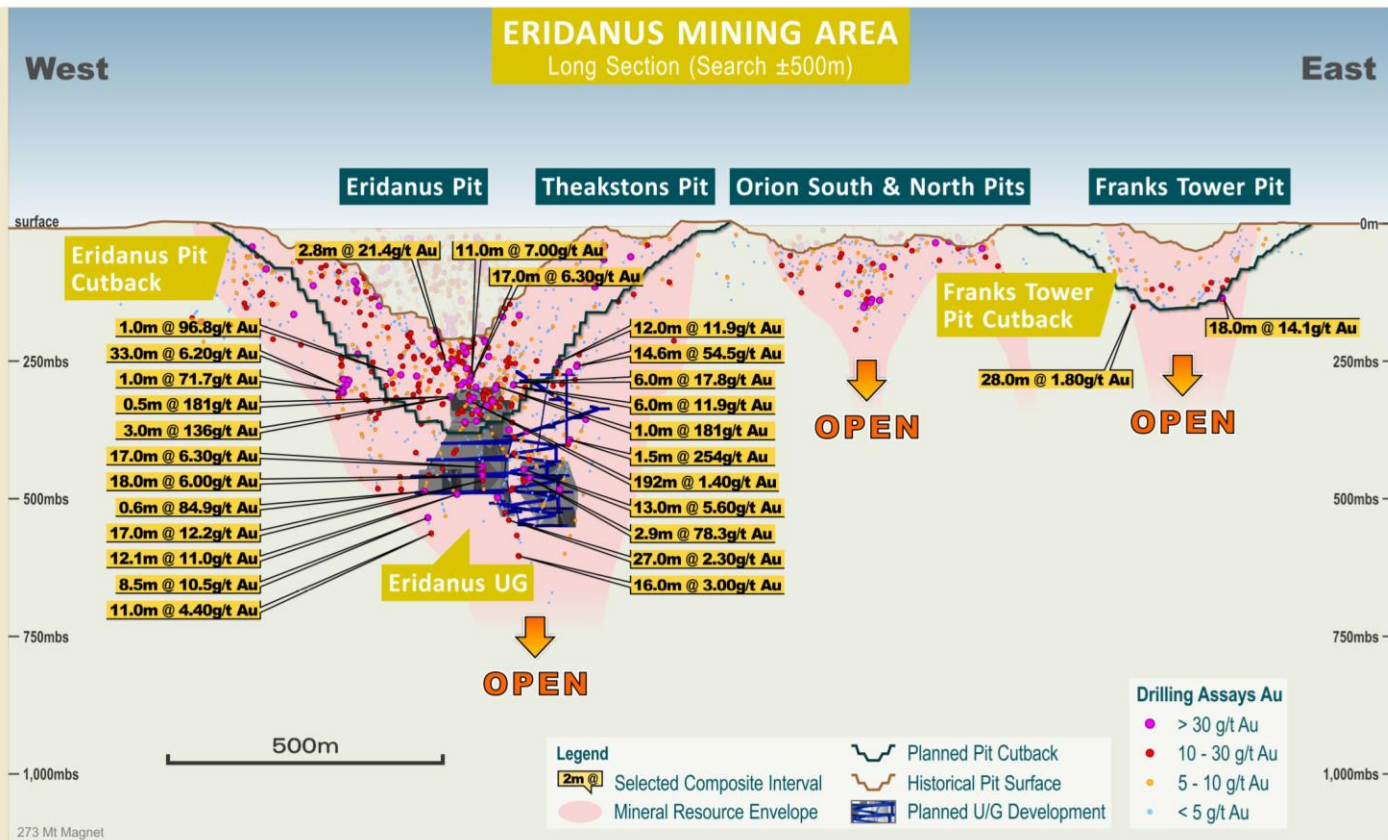 ERIDANUS MINING AREA
Long Section (Search ±500m)
West
East
Eridanus Pit
Theakstons Pit
Orion South & North Pits
Franks Tower Pit
surface
0m
Eridanus Pit
Cutback
2.8m @ 21.4g/t Au
11.0m @ 7.00g/t Au
17.0m @ 6.30g/t Au
Franks Tower
Pit Cutback
1.0m @ 96.8g/t Au
33.0m @ 6.20g/t Au
1.0m @ 71.7g/t Au
0.5m @ 181g/t Au
3.0m @ 136g/t Au
17.0m @ 6.30g/t Au
18.0m @ 6.00g/t Au
0.6m @ 84.9g/t Au
17.0m @ 12.2g/t Au
12.1m @ 11.0g/t Au
8.5m @ 10.5g/t Au
11.0m @ 4.40g/t Au
12.0m @ 11.9g/t Au
14.6m @ 54.5g/t Au
6.0m @ 17.8g/t Au
6.0m @ 11.9g/t Au
1.0m @ 181g/t Au
1.5m @ 254g/t Au
192m @ 1.40g/t Au
13.0m @ 5.60g/t Au
2.9m @ 78.3g/t Au
27.0m @ 2.30g/t Au
16.0m @ 3.00g/t Au
18.0m @ 14.1g/t Au
28.0m @ 1.80g/t Au
250mbs
250mbs
OPEN
OPEN
500mbs
500mbs
Eridanus UG
750mbs
750mbs
OPEN
500m
1,000mbs
1,000mbs
Legend
2m @
Selected Composite Interval
Mineral Resource Envelope
Planned Pit Cutback
Historical Pit Surface
Planned U/G Development
Drilling Assays Au
> 30 g/t Au
10 - 30 g/t Au
5 - 10 g/t Au
< 5 g/t Au
273 Mt Magnet